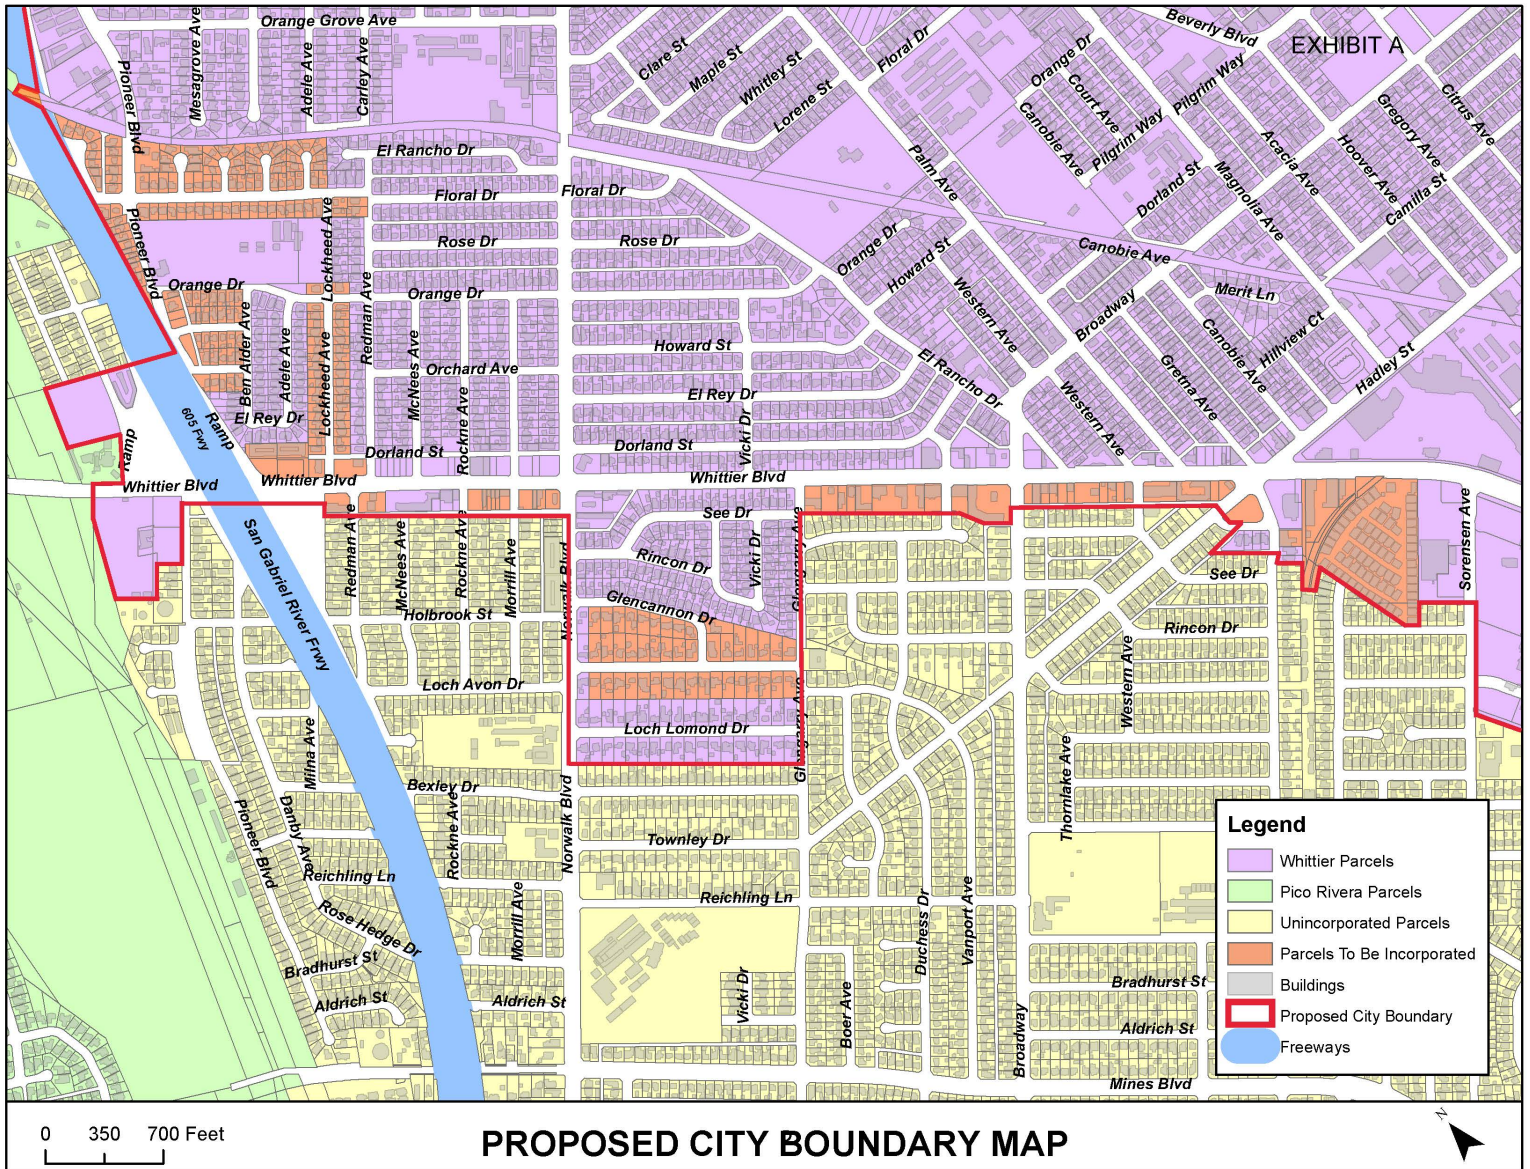 Orange Grove Ave
Beverly Blvd
EXHIBIT A
Mesagrove Ave
Adele Ave
Carley Ave
Pioneer Blvd
Clare St
Maple St
Whitley St
Lorene St
Floral Dr
Orange Dr
Court Ave
Pilgrim Way
Canobie Ave
Pilgrim Way
Citrus Ave
Gregory Ave
Hoover Ave
Acacia Ave
Camilla St
Magnolia Ave
Dorland St
Palm Ave
El Rancho Dr
Floral Dr
Floral Dr
Pioneer Blvd
Lockheed Ave
Rose Dr
Rose Dr
Orange Dr
Howard St
Canobie Ave
Orange Dr
Redman Ave
Orange Dr
Western Ave
Broadway
Merit Ln
Canobie Ave
Hillview Ct
Hadley St
Ben Alder Ave
Adele Ave
Lockheed Ave
McNees Ave
Orchard Ave
Howard St
El Rancho Dr
Gretna Ave
Western Ave
El Rey Dr
El Rey Dr
Rockne Ave
Vicki Dr
Dorland St
Dorland St
Ramp
605 Fwy
Ramp
Whittier Blvd
Whittier Blvd
Whittier Blvd
San Gabriel River Frwy
Redman Ave
McNees Ave
Rockne Ave
Morrill Ave
Norwalk Blvd
See Dr
Rincon Dr
Vicki Dr
Glengarry Ave
Glencannon Dr
Sorensen Ave
See Dr
Rincon Dr
Holbrook St
Loch Avon Dr
Loch Lomond Dr
Glengarry Ave
Western Ave
Thornlake Ave
Milna Ave
Bexley Dr
Norwalk Blvd
Pioneer Blvd
Danby Ave
Rockne Ave
Townley Dr
Reichling Ln
Reichling Ln
Rose Hedge Dr
Morrill Ave
Duchess Dr
Vanport Ave
Bradhurst St
Aldrich St
Aldrich St
Vicki Dr
Boer Ave
Broadway
Bradhurst St
Aldrich St
Mines Blvd
Legend
Whittier Parcels
Pico Rivera Parcels
Unincorporated Parcels
Parcels To Be Incorporated
Buildings
Proposed City Boundary
Freeways
0 350 700 Feet
PROPOSED CITY BOUNDARY MAP
N